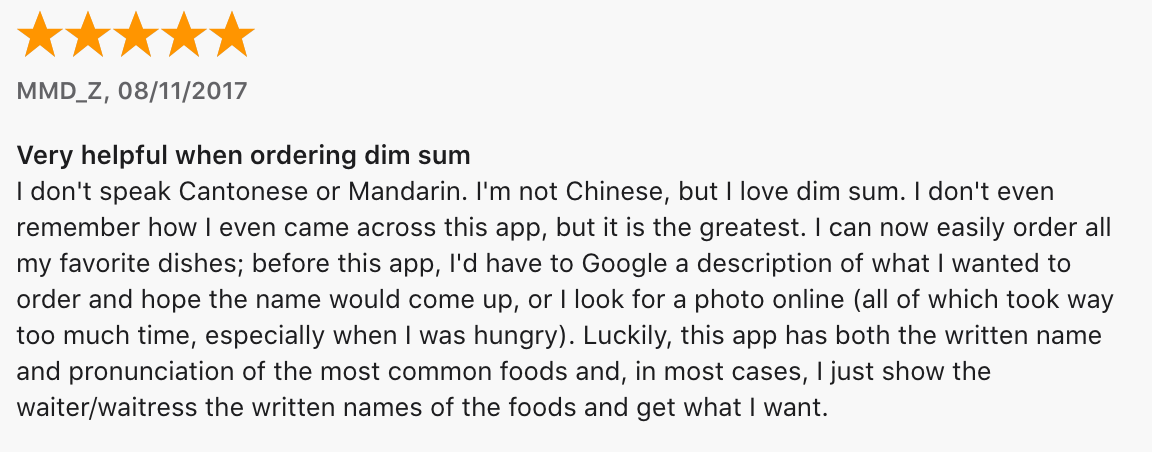 MMD_Z, 08/11/2017
Very helpful when ordering dim sum
I don't speak Cantonese or Mandarin. I'm not Chinese, but I love dim sum. I don't even
remember how I even came across this app, but it is the greatest. I can now easily order all
my favorite dishes; before this app, I'd have to Google a description of what I wanted to
order and hope the name would come up, or I look for a photo online (all of which took way
too much time, especially when I was hungry). Luckily, this app has both the written name
and pronunciation of the most common foods and, in most cases, I just show the
waiter/waitress the written names of the foods and get what I want.